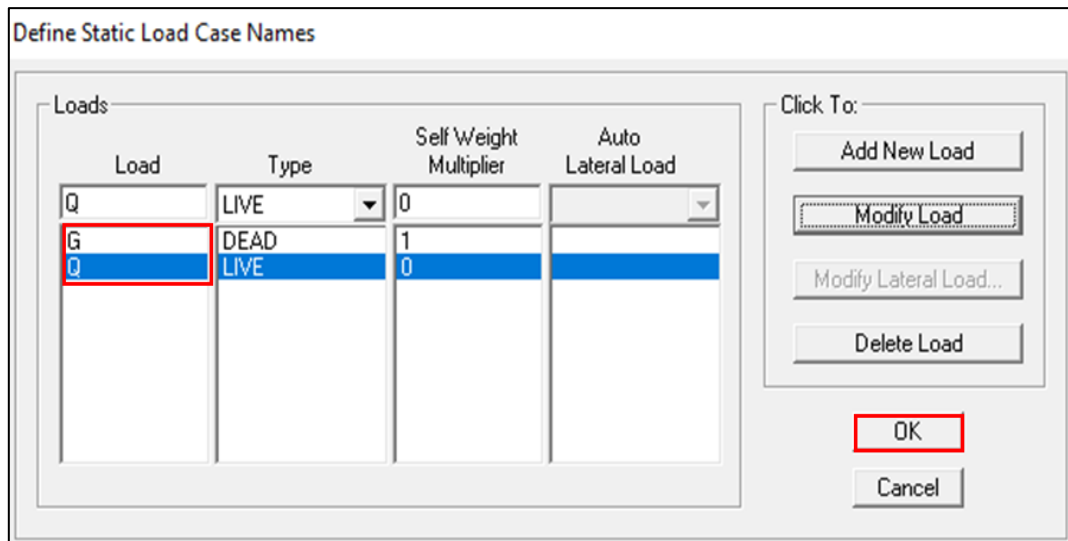 Define Static Load Case Names
Loads
Load Type Self Weight Multiplier Auto Lateral Load
Q LIVE 0
G DEAD 1
Q LIVE 0
Click To:
Add New Load
Modify Load
Modify Lateral Load...
Delete Load
OK
Cancel